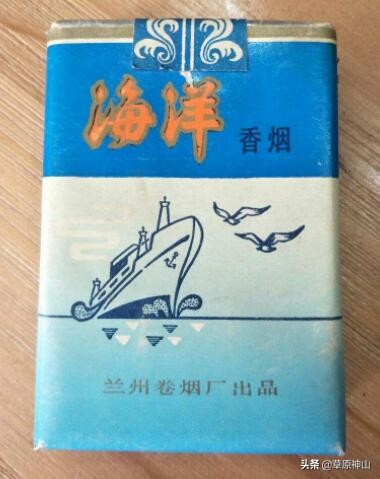 海洋
香烟
兰州卷烟厂出品
头条 @草原神山